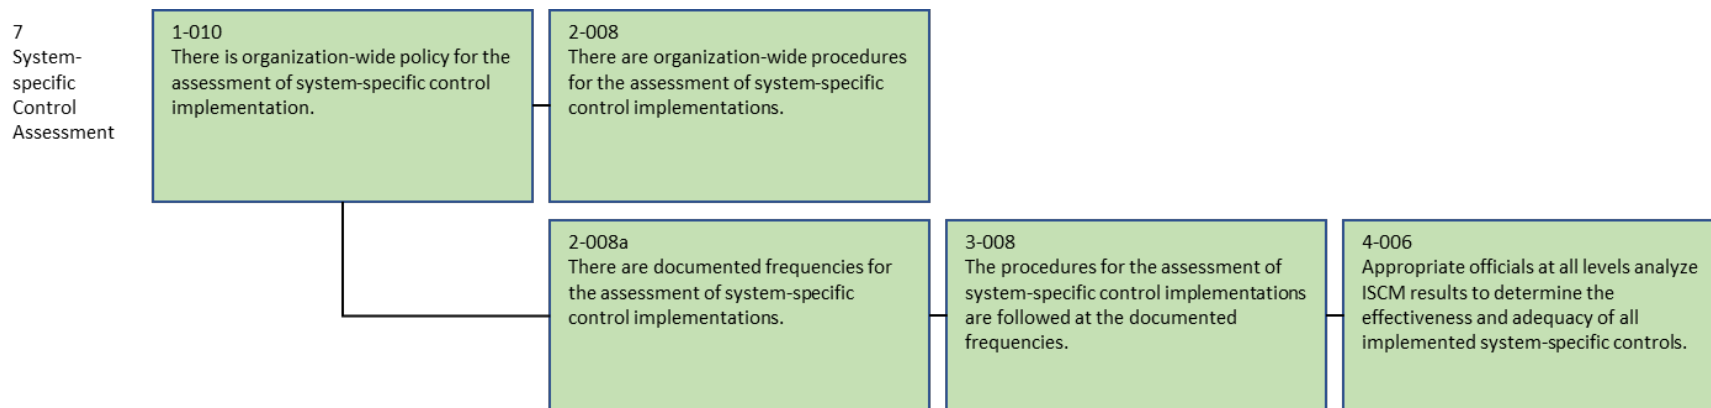 7
System-
specific
Control
Assessment
1-010
There is organization-wide policy for the
assessment of system-specific control
implementation.
2-008
There are organization-wide procedures
for the assessment of system-specific
control implementations.
2-008a
There are documented frequencies for
the assessment of system-specific
control implementations.
3-008
The procedures for the assessment of
system-specific control implementations
are followed at the documented
frequencies.
4-006
Appropriate officials at all levels analyze
ISCM results to determine the
effectiveness and adequacy of all
implemented system-specific controls.